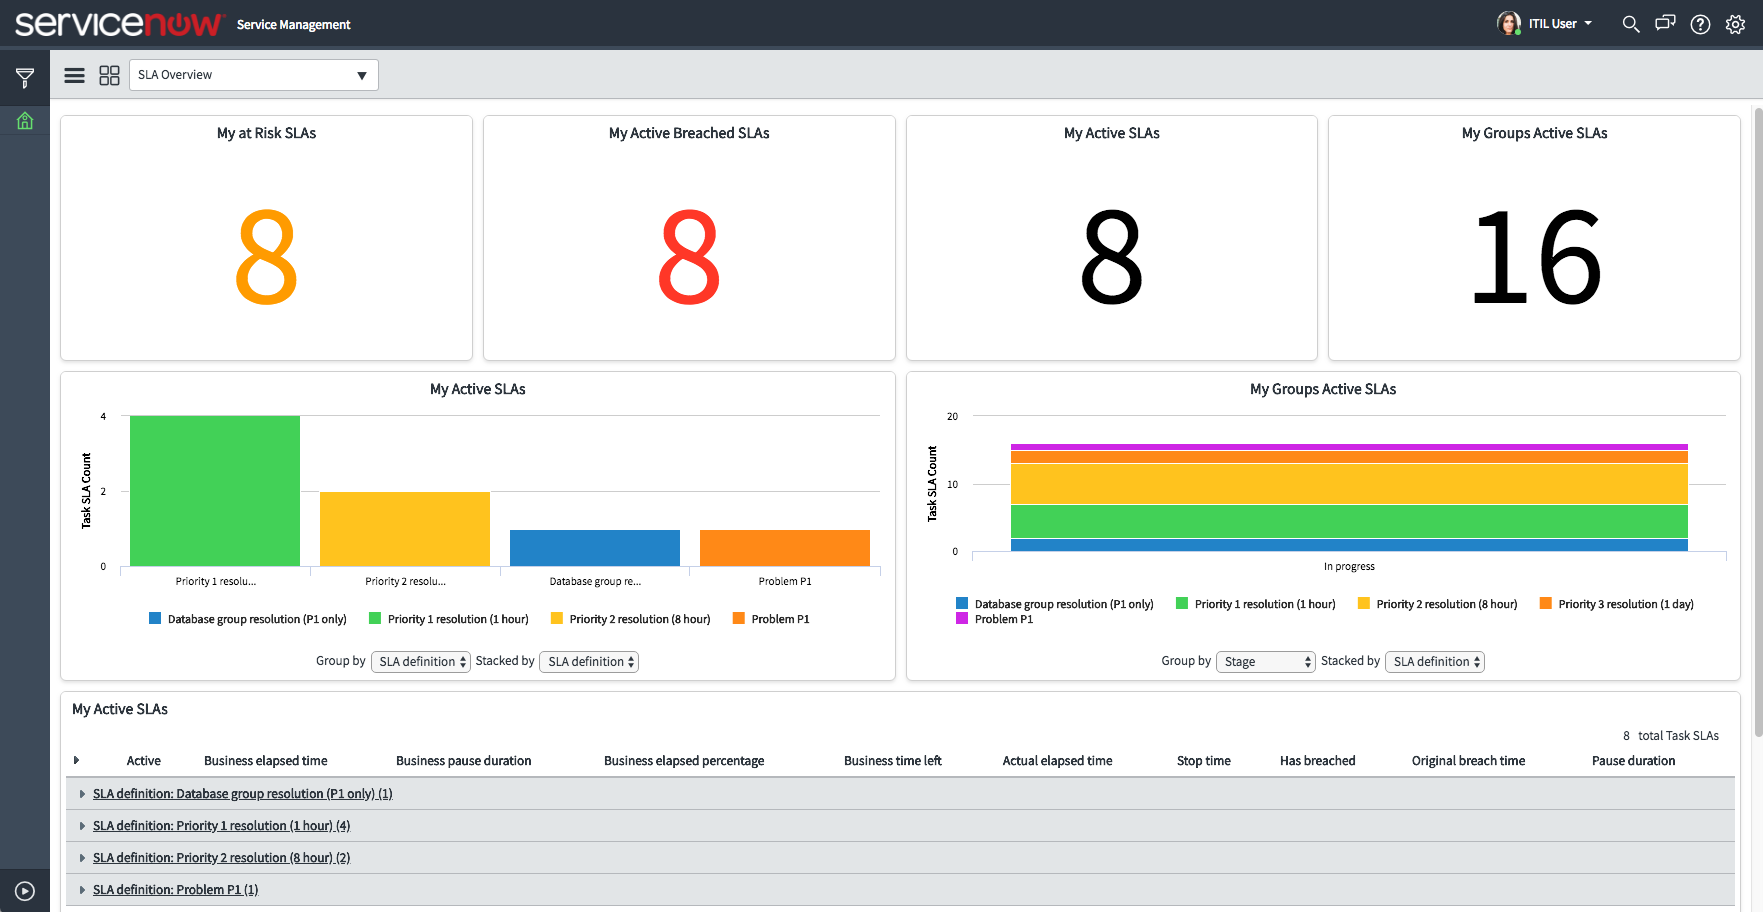 servicenow Service Management
ITIL User
SLA Overview
My at Risk SLAs
8
My Active Breached SLAs
8
My Active SLAs
8
My Groups Active SLAs
16
My Active SLAs
Task SLA Count
4
2
0
Priority 1 resolu...
Priority 2 resolu...
Database group re...
Problem P1
Database group resolution (P1 only)
Priority 1 resolution (1 hour)
Priority 2 resolution (8 hour)
Problem P1
Group by SLA definition Stacked by SLA definition
My Groups Active SLAs
Task SLA Count
20
10
0
In progress
Database group resolution (P1 only)
Priority 1 resolution (1 hour)
Priority 2 resolution (8 hour)
Priority 3 resolution (1 day)
Problem P1
Group by Stage Stacked by SLA definition
My Active SLAs
8 total Task SLAs
Active Business elapsed time Business pause duration Business elapsed percentage Business time left Actual elapsed time Stop time Has breached Original breach time Pause duration
SLA definition: Database group resolution (P1 only) (1)
SLA definition: Priority 1 resolution (1 hour) (4)
SLA definition: Priority 2 resolution (8 hour) (2)
SLA definition: Problem P1 (1)